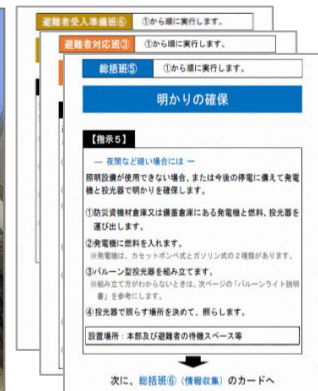 避難者受入準備班⑥ ①から順に実行します。
避難者対応班③ ①から順に実行します。
総括班⑤ ①から順に実行します。
明かりの確保
【指示５】
― 夜間など暗い場合には ―
照明設備が使用できない場合、または今後の停電に備えて発電
機と投光器で明かりを確保します。
①防災資機材倉庫又は備蓄倉庫にある発電機と燃料、投光器を
運び出します。
②発電機に燃料を入れます。
※発電機は、カセットボンベ式とガソリン式の２種類があります。
③バルーン型投光器を組み立てます。
※組み立て方がわからないときは、次ページの「バルーンライト説明
書」を参考にします。
④投光器で照らす場所を決めて、照らします。
設置場所：本部及び避難者の待機スペース等
次に、総括班⑥（情報収集）のカードへ